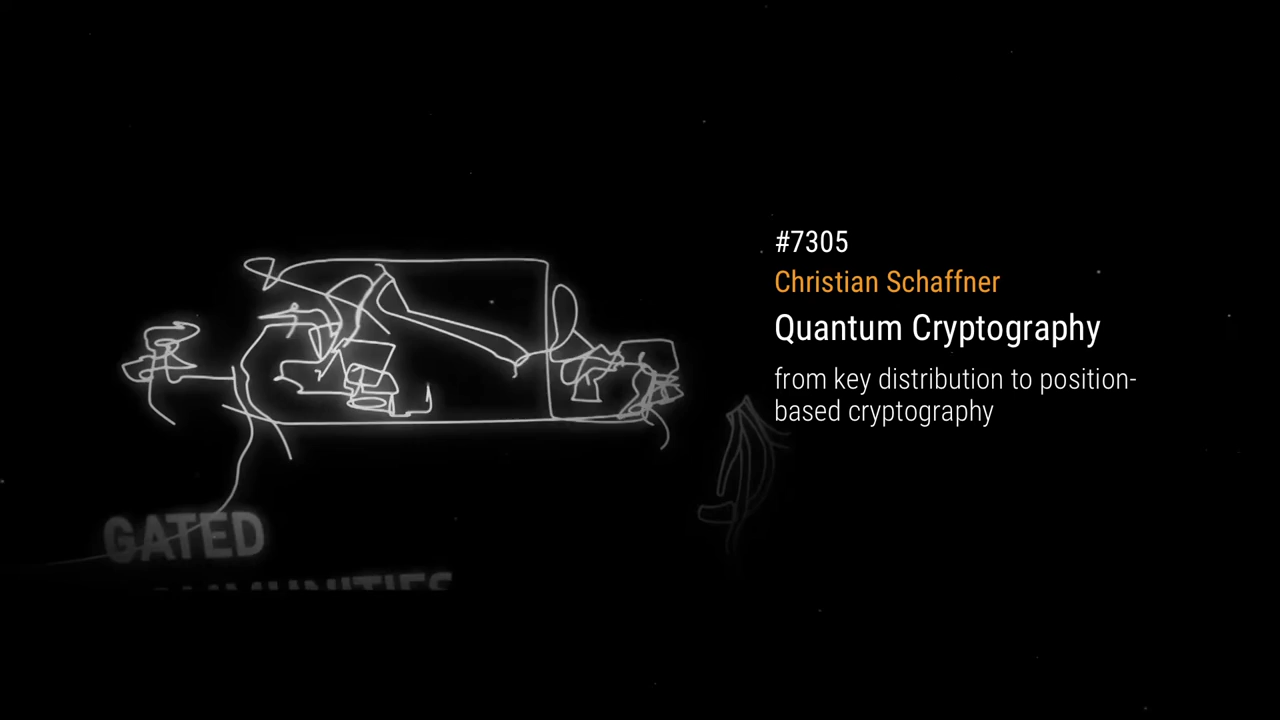 #7305
Christian Schaffner
Quantum Cryptography
from key distribution to position-
based cryptography
GATED